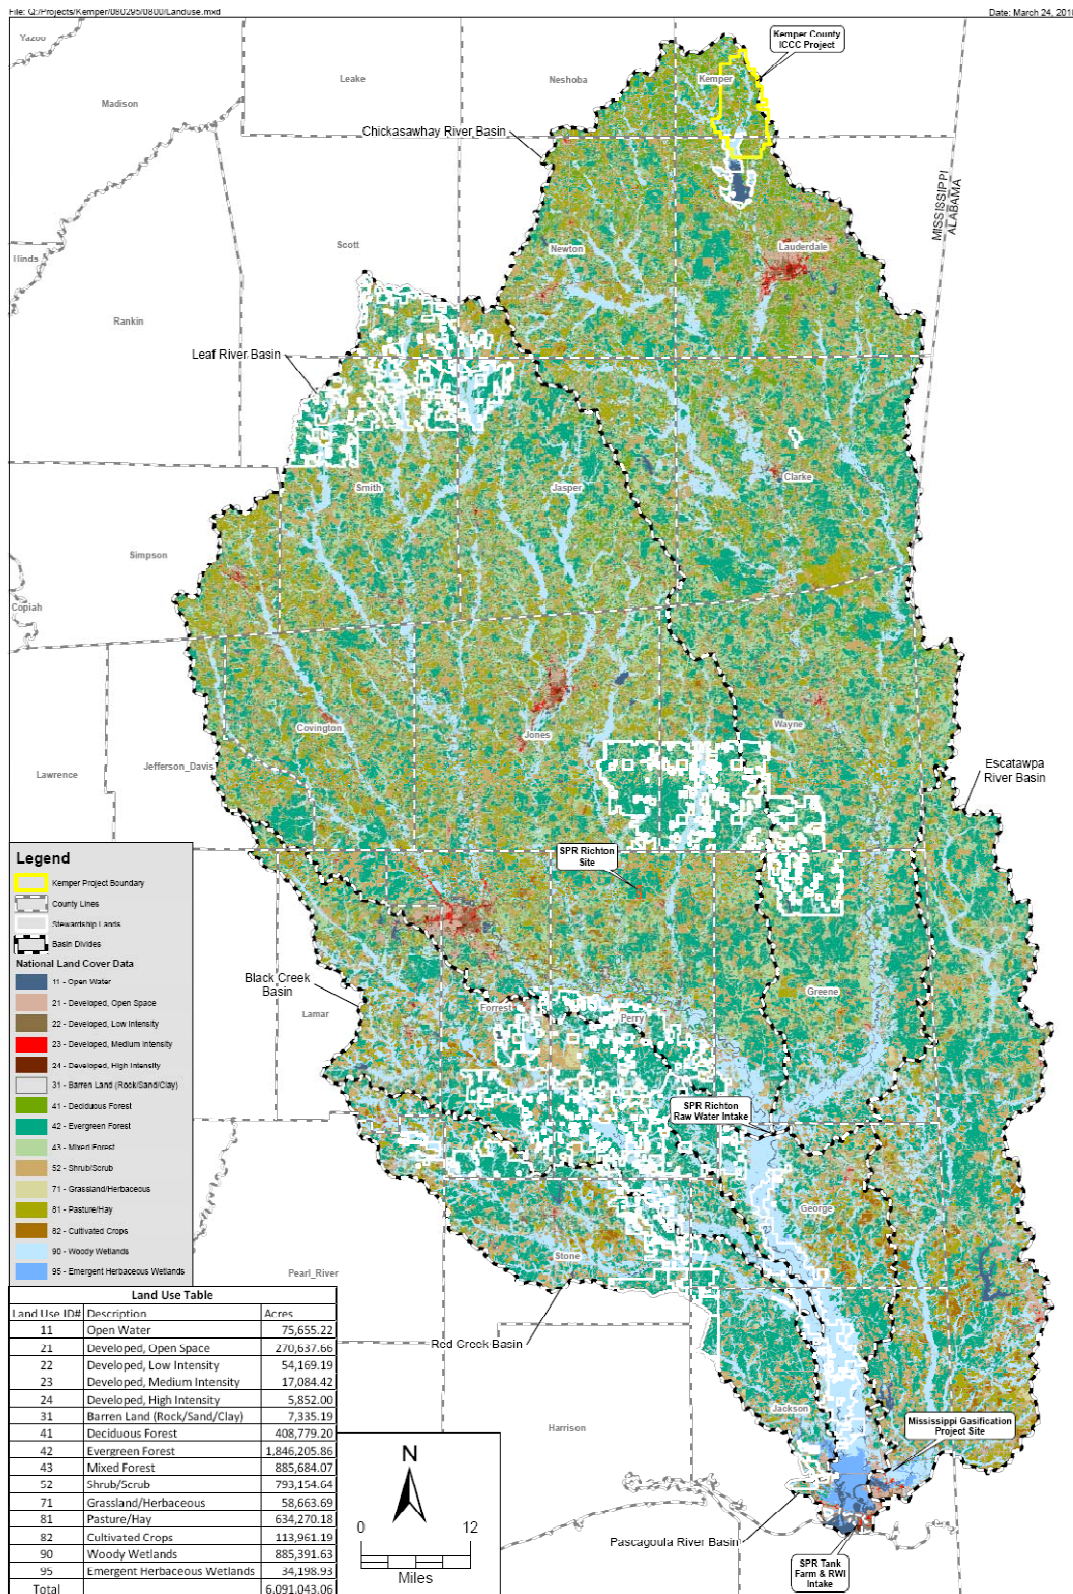 File: Q:/Projects/Kemper/080295/0800/Landuse.mxd
Date: March 24, 2010
Yazoo
Kemper County
ICCC Project
Leake
Neshoba
Kemper
Madison
Chickasawhay River Basin
MISSISSIPPI
ALABAMA
Scott
Newton
Lauderdale
Hinds
Rankin
Leaf River Basin
Smith
Jasper
Clarke
Simpson
Copiah
Covington
Jones
Wayne
Lawrence
Jefferson_Davis
Escatawpa
River Basin
SPR Richton
Site
Legend
Kemper Project Boundary
County Lines
Stewardship Lands
Basin Divides
National Land Cover Data
11 - Open Water
21 - Developed, Open Space
22 - Developed, Low Intensity
23 - Developed, Medium Intensity
24 - Developed, High Intensity
31 - Barren Land (Rock/Sand/Clay)
41 - Deciduous Forest
42 - Evergreen Forest
43 - Mixed Forest
52 - Shrub/Scrub
71 - Grassland/Herbaceous
81 - Pasture/Hay
82 - Cultivated Crops
90 - Woody Wetlands
95 - Emergent Herbaceous Wetlands
Black Creek
Basin
Lamar
Forrest
Perry
Greene
SPR Richton
Raw Water Intake
George
Stone
Pearl_River
Red Creek Basin
Jackson
Harrison
Mississippi Gasification
Project Site
Pascagoula River Basin
SPR Tank
Farm & RWI
Intake
Land Use Table
Land Use ID# Description Acres
11 Open Water 75,655.22
21 Developed, Open Space 270,637.66
22 Developed, Low Intensity 54,169.19
23 Developed, Medium Intensity 17,084.42
24 Developed, High Intensity 5,852.00
31 Barren Land (Rock/Sand/Clay) 7,335.19
41 Deciduous Forest 408,779.20
42 Evergreen Forest 1,846,205.86
43 Mixed Forest 885,684.07
52 Shrub/Scrub 793,154.64
71 Grassland/Herbaceous 58,663.69
81 Pasture/Hay 634,270.18
82 Cultivated Crops 113,961.19
90 Woody Wetlands 885,391.63
95 Emergent Herbaceous Wetlands 34,198.93
Total 6,091,043.06
N
0 12
Miles